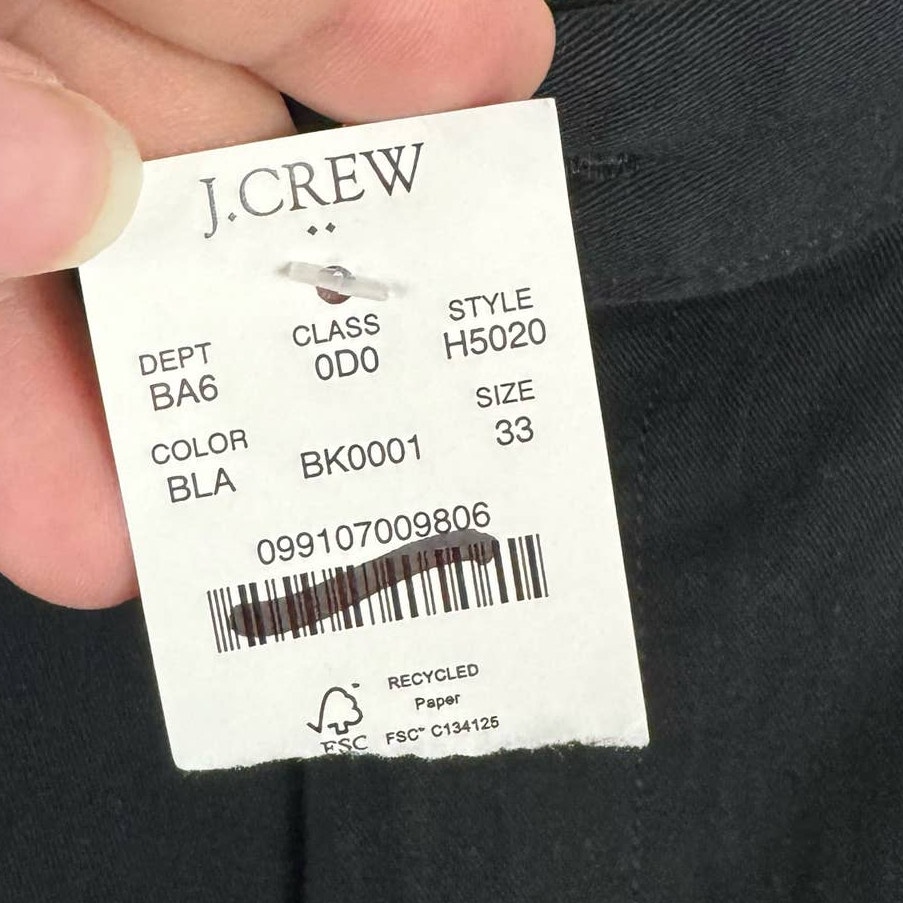 J.CREW
DEPT CLASS STYLE
BA6 0D0 H5020
COLOR SIZE
BLA BK0001 33
099107009806
RECYCLED
Paper
FSC FSC™ C134125